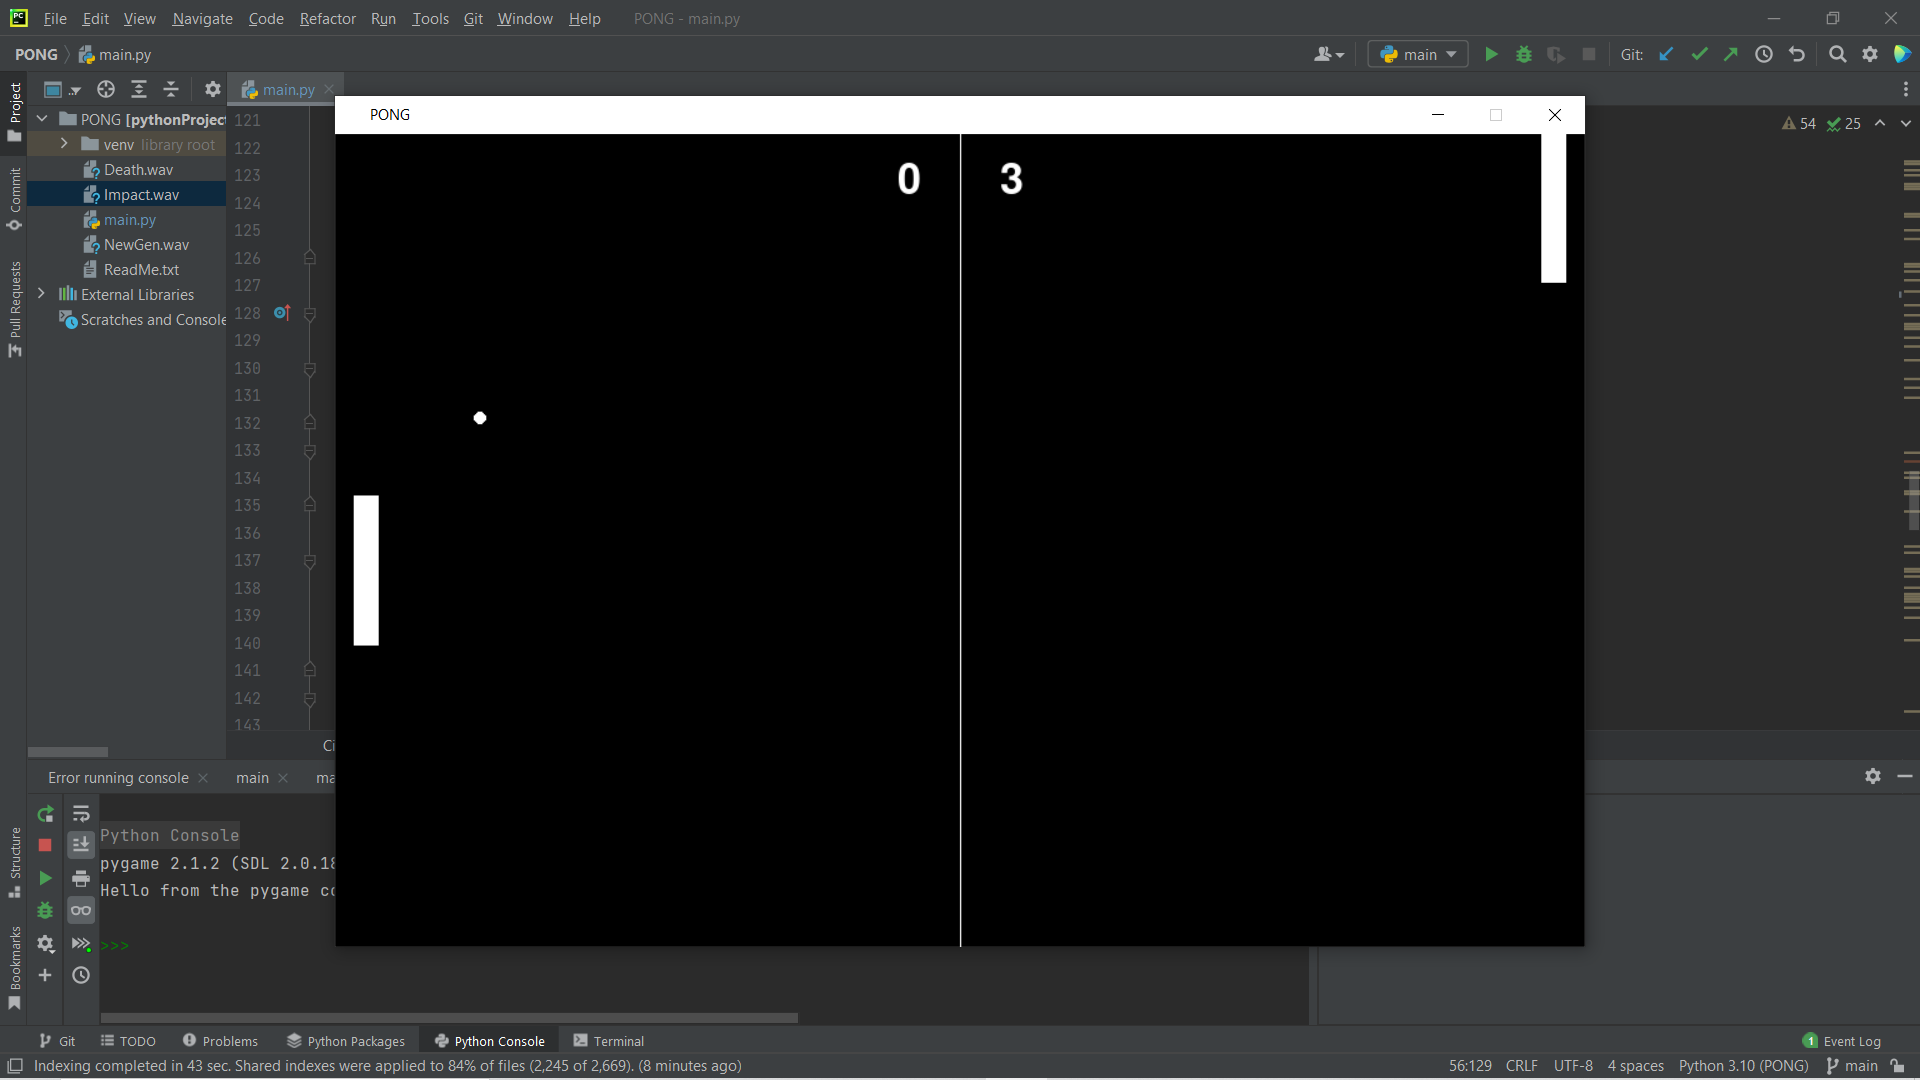 File Edit View Navigate Code Refactor Run Tools Git Window Help PONG - main.py
PONG main.py
main
Git:
Project
main.py
PONG
PONG [pythonProject
121
54 25
122
venv library root
0 3
Death.wav
123
Commit
Impact.wav
124
main.py
125
NewGen.wav
126
Pull Requests
ReadMe.txt
127
External Libraries
128
Scratches and Console
129
130
131
132
133
134
135
136
137
138
139
140
141
142
143
Ci
Error running console main ma
Python Console
pygame 2.1.2 (SDL 2.0.18
Hello from the pygame co
>>>
Structure
Bookmarks
Git TODO Problems Python Packages Python Console Terminal 1 Event Log
Indexing completed in 43 sec. Shared indexes were applied to 84% of files (2,245 of 2,669). (8 minutes ago) 56:129 CRLF UTF-8 4 spaces Python 3.10 (PONG) main